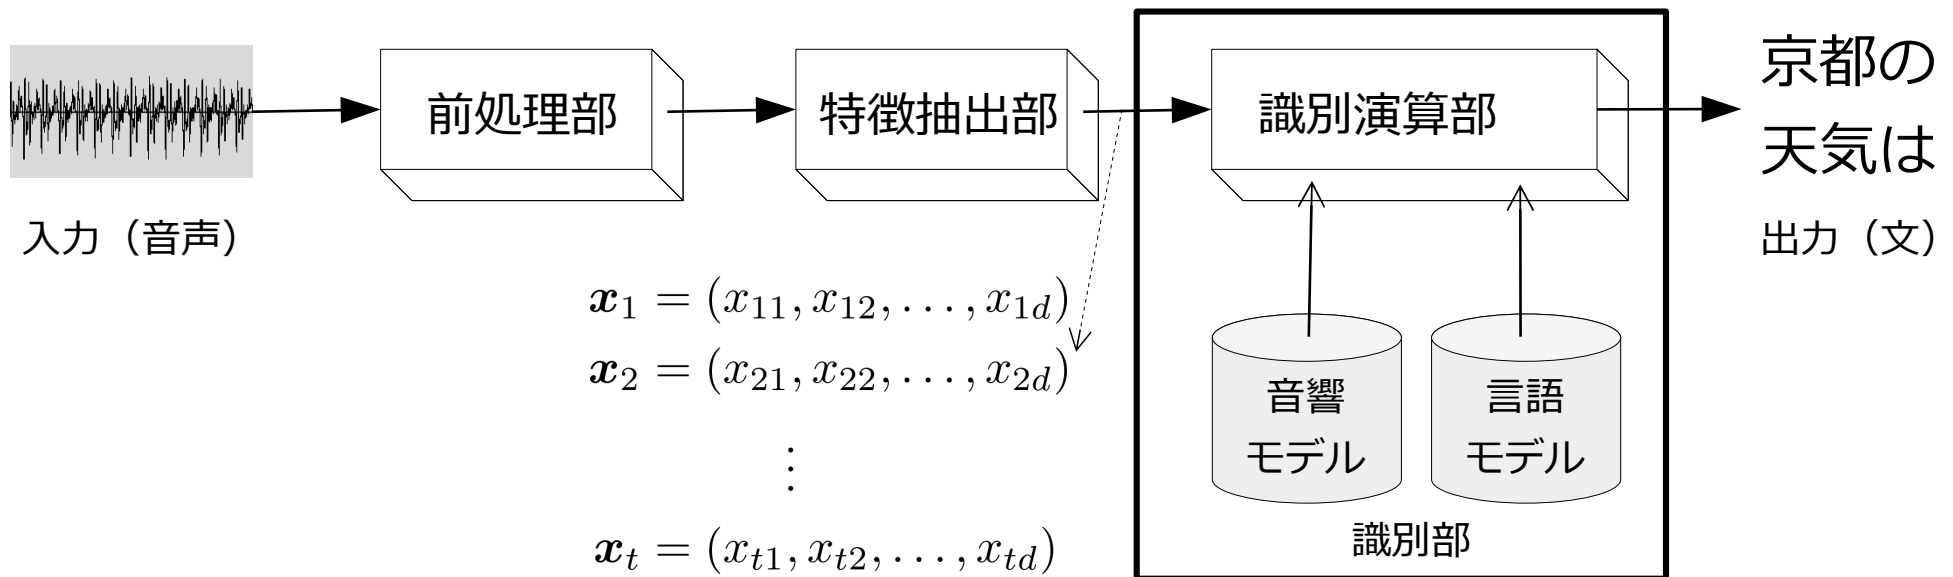 前処理部
特徴抽出部
識別演算部
京都の
天気は
入力（音声）
出力（文）
x₁ = (x₁₁, x₁₂, . . . , x₁d)
x₂ = (x₂₁, x₂₂, . . . , x₂d)
⋮
xₜ = (xₜ₁, xₜ₂, . . . , xₜd)
音響
モデル
言語
モデル
識別部